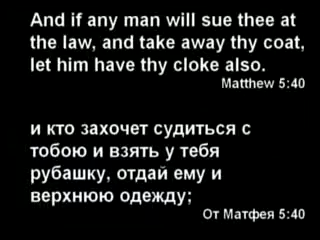 And if any man will sue thee at
the law, and take away thy coat,
let him have thy cloke also.
Matthew 5:40
и кто захочет судиться с
тобою и взять у тебя
рубашку, отдай ему и
верхнюю одежду;
От Матфея 5:40